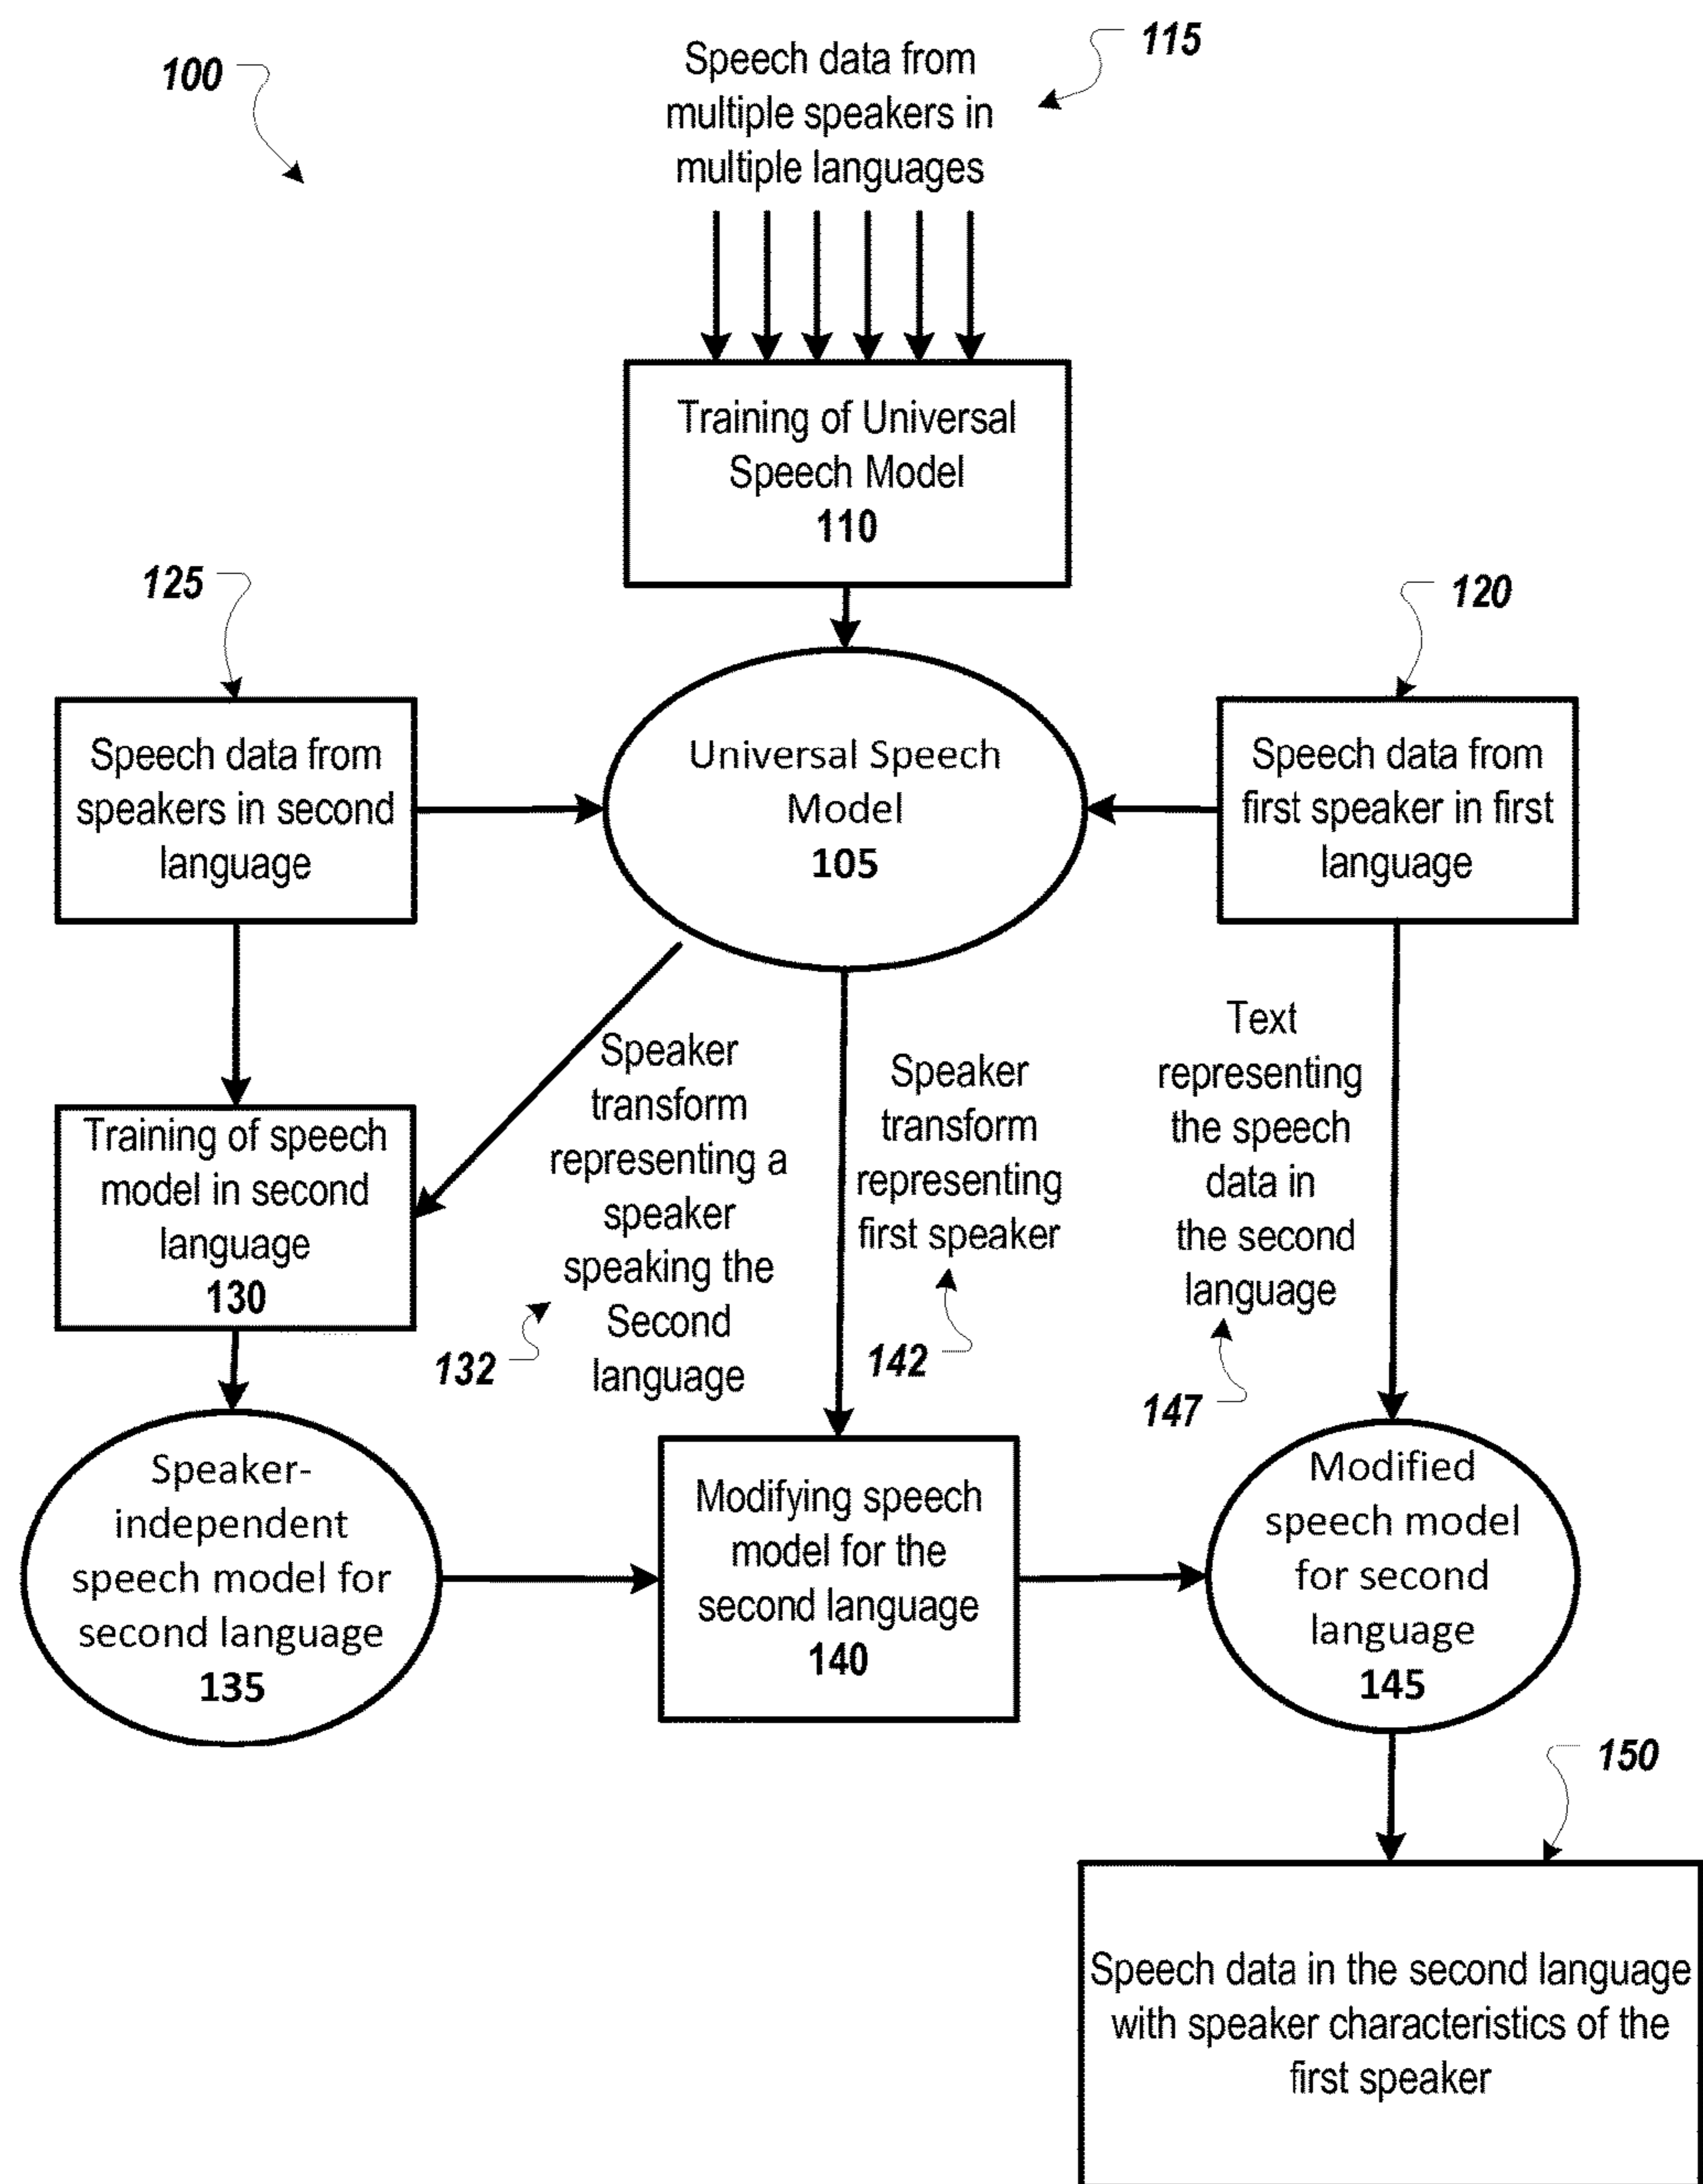 100
Speech data from
multiple speakers in
multiple languages
115
Training of Universal
Speech Model
110
125
120
Speech data from
speakers in second
language
Universal Speech
Model
105
Speech data from
first speaker in first
language
Speaker
transform
representing a
speaker
speaking the
Second
language
132
Speaker
transform
representing
first speaker
142
Text
representing
the speech
data in
the second
language
147
Training of speech
model in second
language
130
Speaker-
independent
speech model for
second language
135
Modifying speech
model for the
second language
140
Modified
speech model
for second
language
145
150
Speech data in the second language
with speaker characteristics of the
first speaker